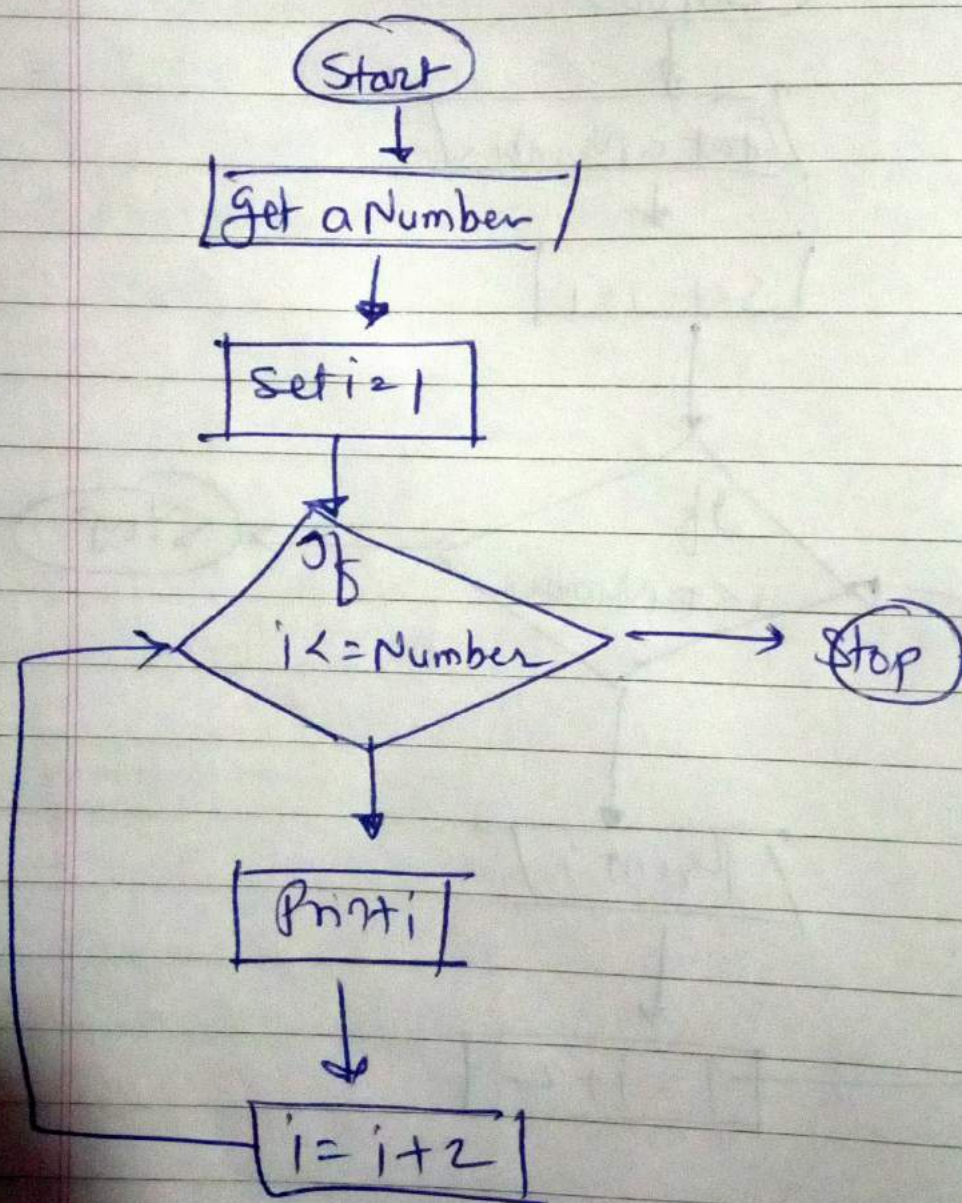 Start
Get a Number
Set i = 1
If
i <= Number
Stop
Print i
i = i + 2